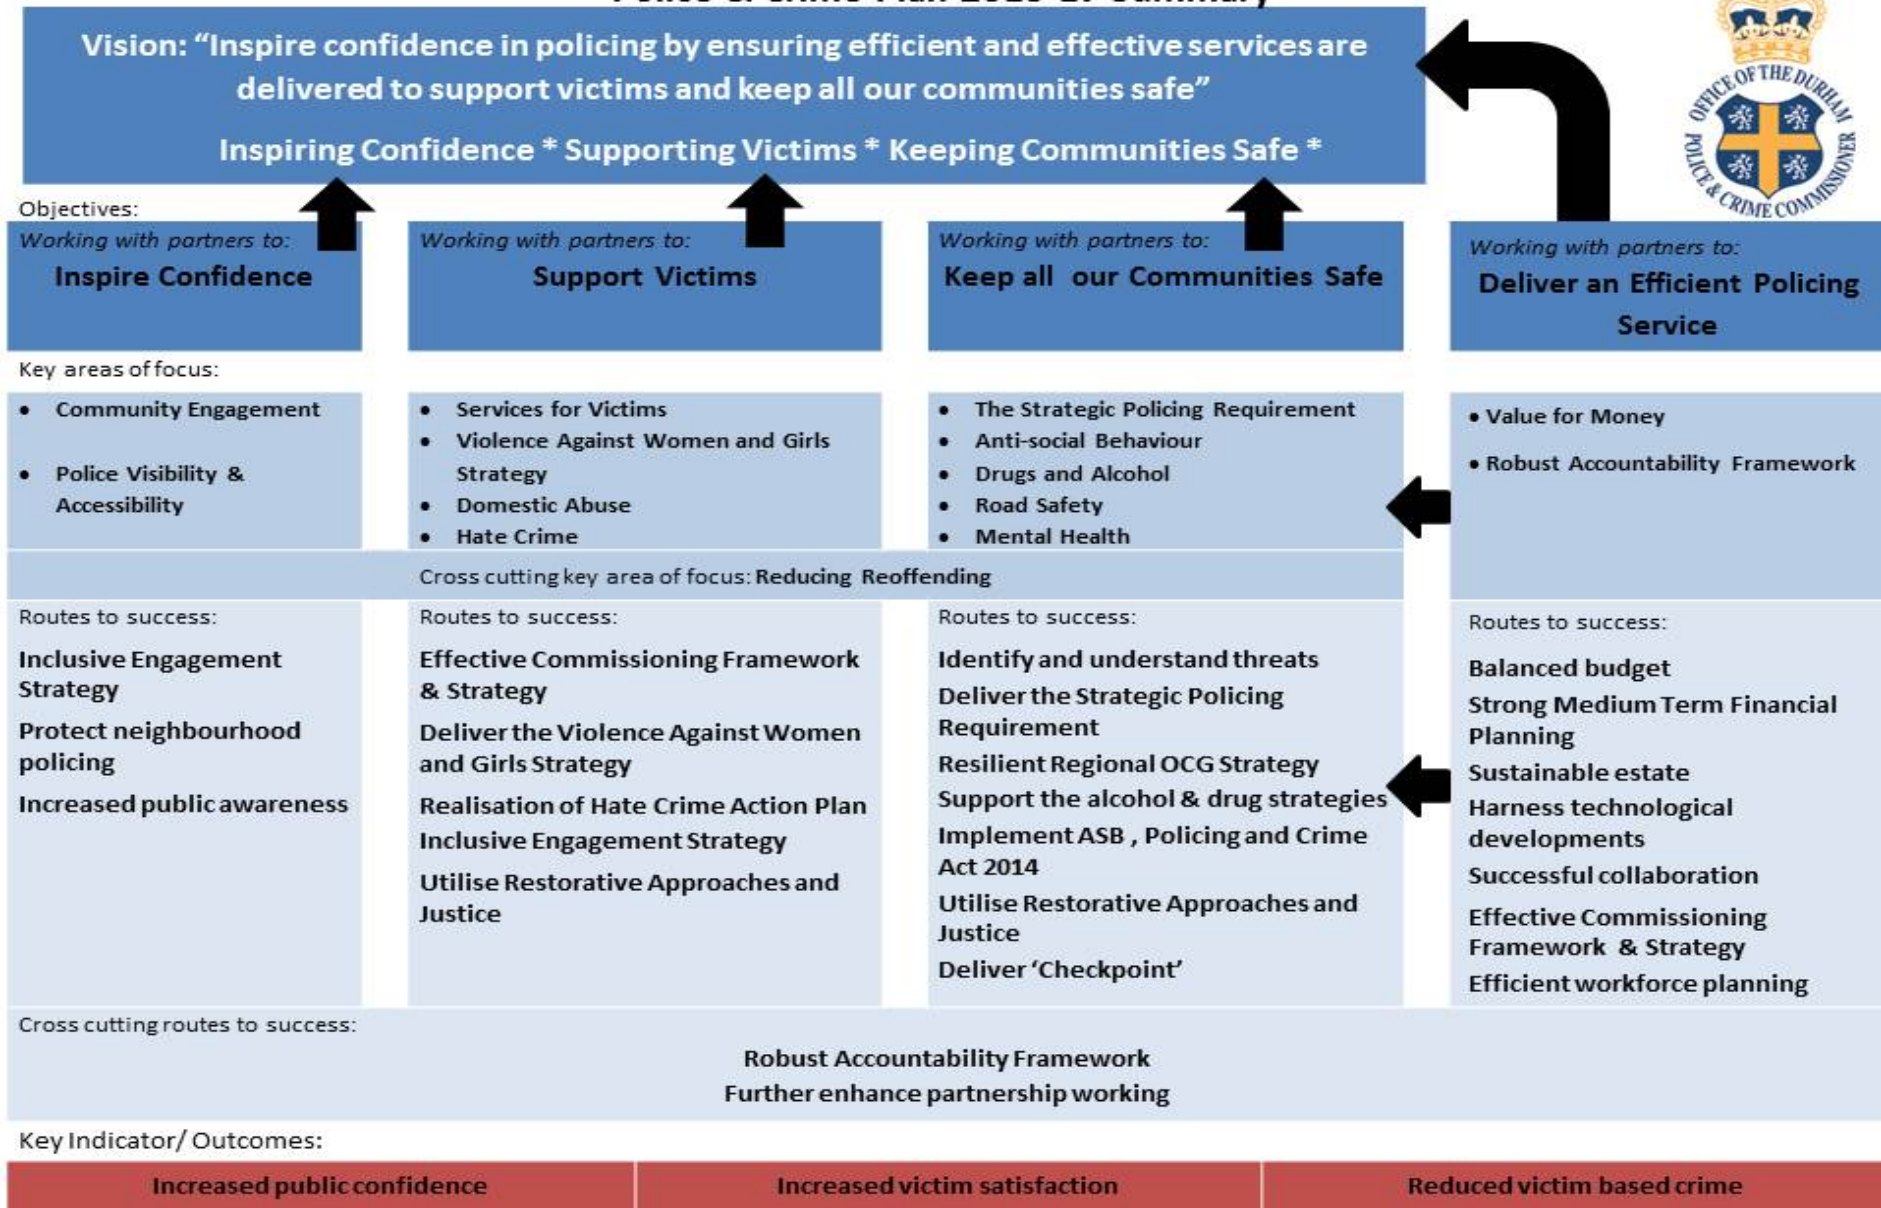 Vision: “Inspire confidence in policing by ensuring efficient and effective services are
delivered to support victims and keep all our communities safe”
Inspiring Confidence * Supporting Victims * Keeping Communities Safe *
OFFICE OF THE DURHAM
POLICE & CRIME COMMISSIONER
Objectives:
Working with partners to:
Inspire Confidence
Working with partners to:
Support Victims
Working with partners to:
Keep all our Communities Safe
Working with partners to:
Deliver an Efficient Policing
Service
Key areas of focus:
• Community Engagement
• Police Visibility &
Accessibility
• Services for Victims
• Violence Against Women and Girls
Strategy
• Domestic Abuse
• Hate Crime
• The Strategic Policing Requirement
• Anti-social Behaviour
• Drugs and Alcohol
• Road Safety
• Mental Health
• Value for Money
• Robust Accountability Framework
Cross cutting key area of focus: Reducing Reoffending
Routes to success:
Inclusive Engagement
Strategy
Protect neighbourhood
policing
Increased public awareness
Routes to success:
Effective Commissioning Framework
& Strategy
Deliver the Violence Against Women
and Girls Strategy
Realisation of Hate Crime Action Plan
Inclusive Engagement Strategy
Utilise Restorative Approaches and
Justice
Routes to success:
Identify and understand threats
Deliver the Strategic Policing
Requirement
Resilient Regional OCG Strategy
Support the alcohol & drug strategies
Implement ASB , Policing and Crime
Act 2014
Utilise Restorative Approaches and
Justice
Deliver ‘Checkpoint’
Routes to success:
Balanced budget
Strong Medium Term Financial
Planning
Sustainable estate
Harness technological
developments
Successful collaboration
Effective Commissioning
Framework & Strategy
Efficient workforce planning
Cross cutting routes to success:
Robust Accountability Framework
Further enhance partnership working
Key Indicator/ Outcomes:
Increased public confidence
Increased victim satisfaction
Reduced victim based crime